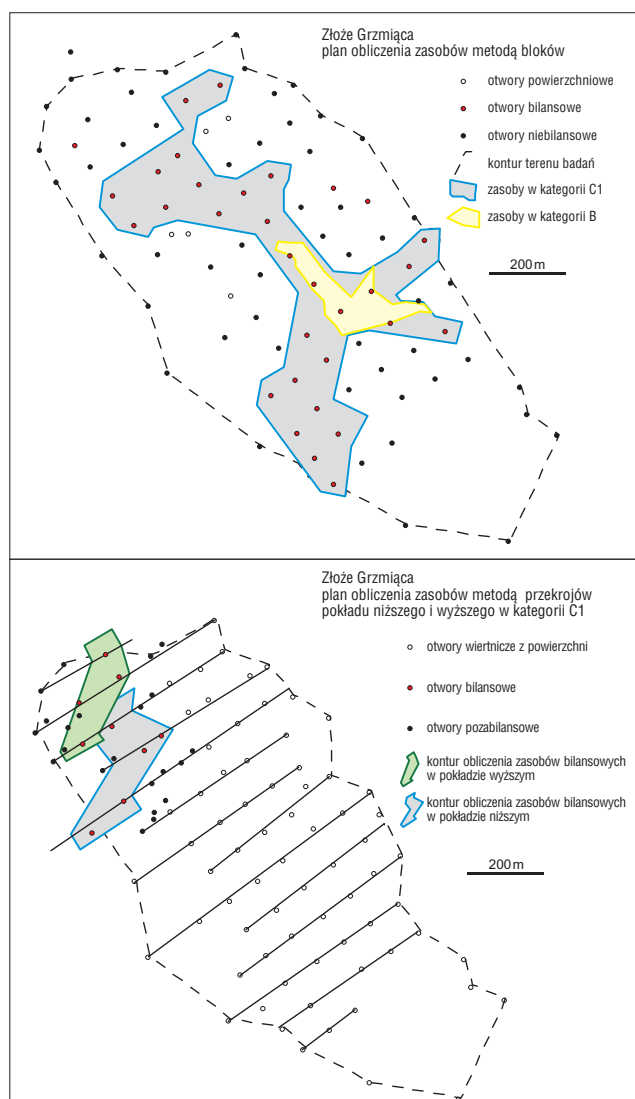 Złoże Grzmiąca
plan obliczenia zasobów metodą bloków
otwory powierzchniowe
otwory bilansowe
otwory niebilansowe
kontur terenu badań
zasoby w kategorii C1
zasoby w kategorii B
200 m
Złoże Grzmiąca
plan obliczenia zasobów metodą przekrojów
pokładu niższego i wyższego w kategorii C1
otwory wiertnicze z powierzchni
otwory bilansowe
otwory pozabilansowe
kontur obliczenia zasobów bilansowych
w pokładzie wyższym
kontur obliczenia zasobów bilansowych
w pokładzie niższym
200 m